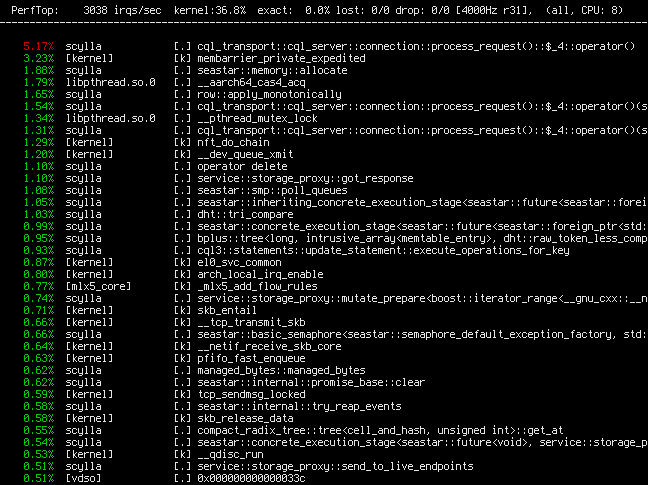 PerfTop:    3038 irqs/sec  kernel:36.8%  exact:  0.0% lost: 0/0 drop: 0/0 [4000Hz r31],  (all, CPU: 8)
5.17%  scylla           [.] cql_transport::cql_server::connection::process_request()::$_4::operator()
3.23%  [kernel]         [k] membarrier_private_expedited
1.88%  scylla           [.] seastar::memory::allocate
1.79%  libpthread.so.0  [.] __aarch64_cas4_acq
1.65%  scylla           [.] row::apply_monotonically
1.54%  scylla           [.] cql_transport::cql_server::connection::process_request()::$_4::operator()(s
1.34%  libpthread.so.0  [.] __pthread_mutex_lock
1.31%  scylla           [.] cql_transport::cql_server::connection::process_request()::$_4::operator()(s
1.29%  [kernel]         [k] nft_do_chain
1.20%  [kernel]         [k] __dev_queue_xmit
1.10%  scylla           [.] operator delete
1.10%  scylla           [.] service::storage_proxy::got_response
1.08%  scylla           [.] seastar::smp::poll_queues
1.05%  scylla           [.] seastar::inheriting_concrete_execution_stage<seastar::future<seastar::forei
1.03%  scylla           [.] dht::tri_compare
0.99%  scylla           [.] seastar::concrete_execution_stage<seastar::future<seastar::foreign_ptr<std:
0.95%  scylla           [.] bplus::tree<long, intrusive_array<memtable_entry>, dht::raw_token_less_comp
0.93%  scylla           [.] cql3::statements::update_statement::execute_operations_for_key
0.87%  [kernel]         [k] el0_svc_common
0.80%  [kernel]         [k] arch_local_irq_enable
0.77%  [mlx5_core]      [k] _mlx5_add_flow_rules
0.74%  scylla           [.] service::storage_proxy::mutate_prepare<boost::iterator_range<__gnu_cxx::__n
0.71%  [kernel]         [k] skb_entail
0.66%  [kernel]         [k] __tcp_transmit_skb
0.66%  scylla           [.] seastar::basic_semaphore<seastar::semaphore_default_exception_factory, std:
0.64%  [kernel]         [k] __netif_receive_skb_core
0.63%  [kernel]         [k] pfifo_fast_enqueue
0.62%  scylla           [.] managed_bytes::managed_bytes
0.62%  scylla           [.] seastar::internal::promise_base::clear
0.59%  [kernel]         [k] tcp_sendmsg_locked
0.58%  scylla           [.] seastar::internal::try_reap_events
0.58%  [kernel]         [k] skb_release_data
0.55%  scylla           [.] compact_radix_tree::tree<cell_and_hash, unsigned int>::get_at
0.54%  scylla           [.] seastar::concrete_execution_stage<seastar::future<void>, service::storage_p
0.53%  [kernel]         [k] __qdisc_run
0.51%  scylla           [.] service::storage_proxy::send_to_live_endpoints
0.51%  [vdso]           [.] 0x000000000000033c